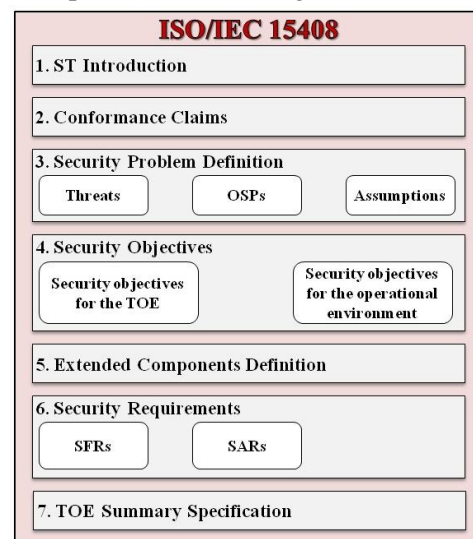 ISO/IEC 15408
1. ST Introduction
2. Conformance Claims
3. Security Problem Definition
Threats
OSPs
Assumptions
4. Security Objectives
Security objectives
for the TOE
Security objectives
for the operational
environment
5. Extended Components Definition
6. Security Requirements
SFRs
SARs
7. TOE Summary Specification